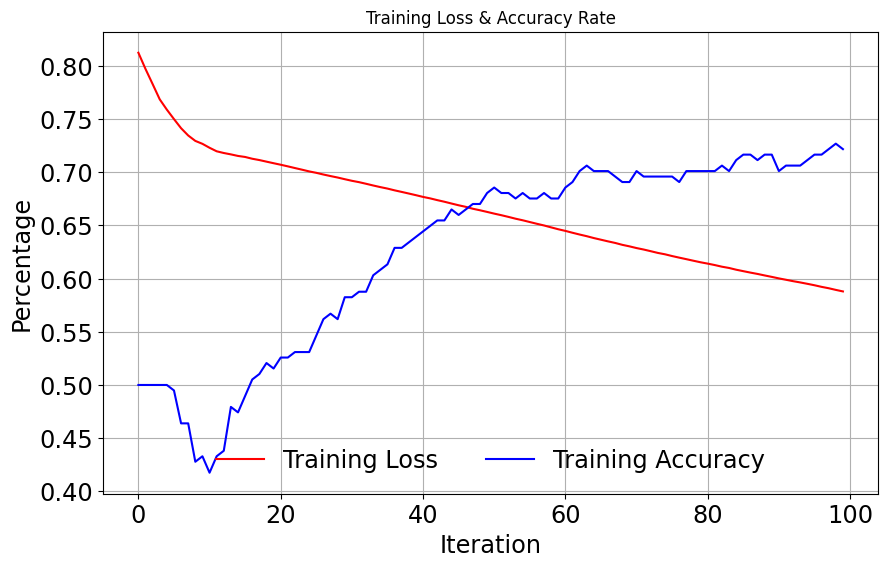 Training Loss & Accuracy Rate
0.80
0.75
0.70
0.65
0.60
0.55
0.50
0.45
0.40
Percentage
Training Loss
Training Accuracy
0 20 40 60 80 100
Iteration